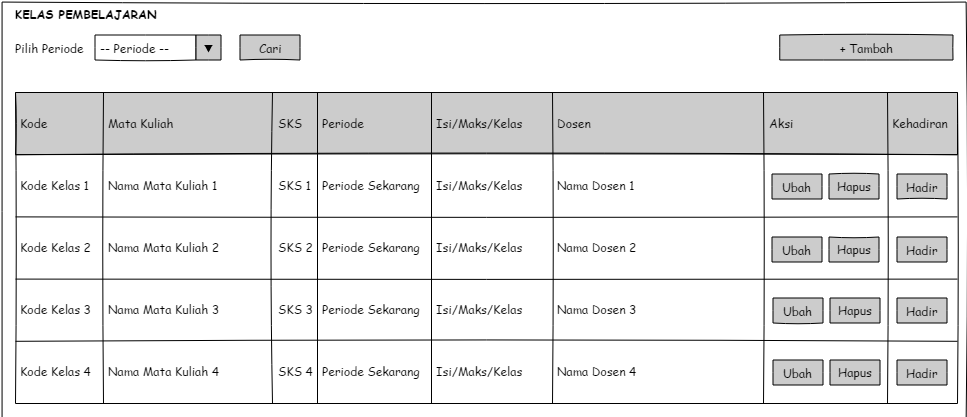 KELAS PEMBELAJARAN
Pilih Periode -- Periode -- Cari + Tambah
Kode Mata Kuliah SKS Periode Isi/Maks/Kelas Dosen Aksi Kehadiran
Kode Kelas 1 Nama Mata Kuliah 1 SKS 1 Periode Sekarang Isi/Maks/Kelas Nama Dosen 1 Ubah Hapus Hadir
Kode Kelas 2 Nama Mata Kuliah 2 SKS 2 Periode Sekarang Isi/Maks/Kelas Nama Dosen 2 Ubah Hapus Hadir
Kode Kelas 3 Nama Mata Kuliah 3 SKS 3 Periode Sekarang Isi/Maks/Kelas Nama Dosen 3 Ubah Hapus Hadir
Kode Kelas 4 Nama Mata Kuliah 4 SKS 4 Periode Sekarang Isi/Maks/Kelas Nama Dosen 4 Ubah Hapus Hadir